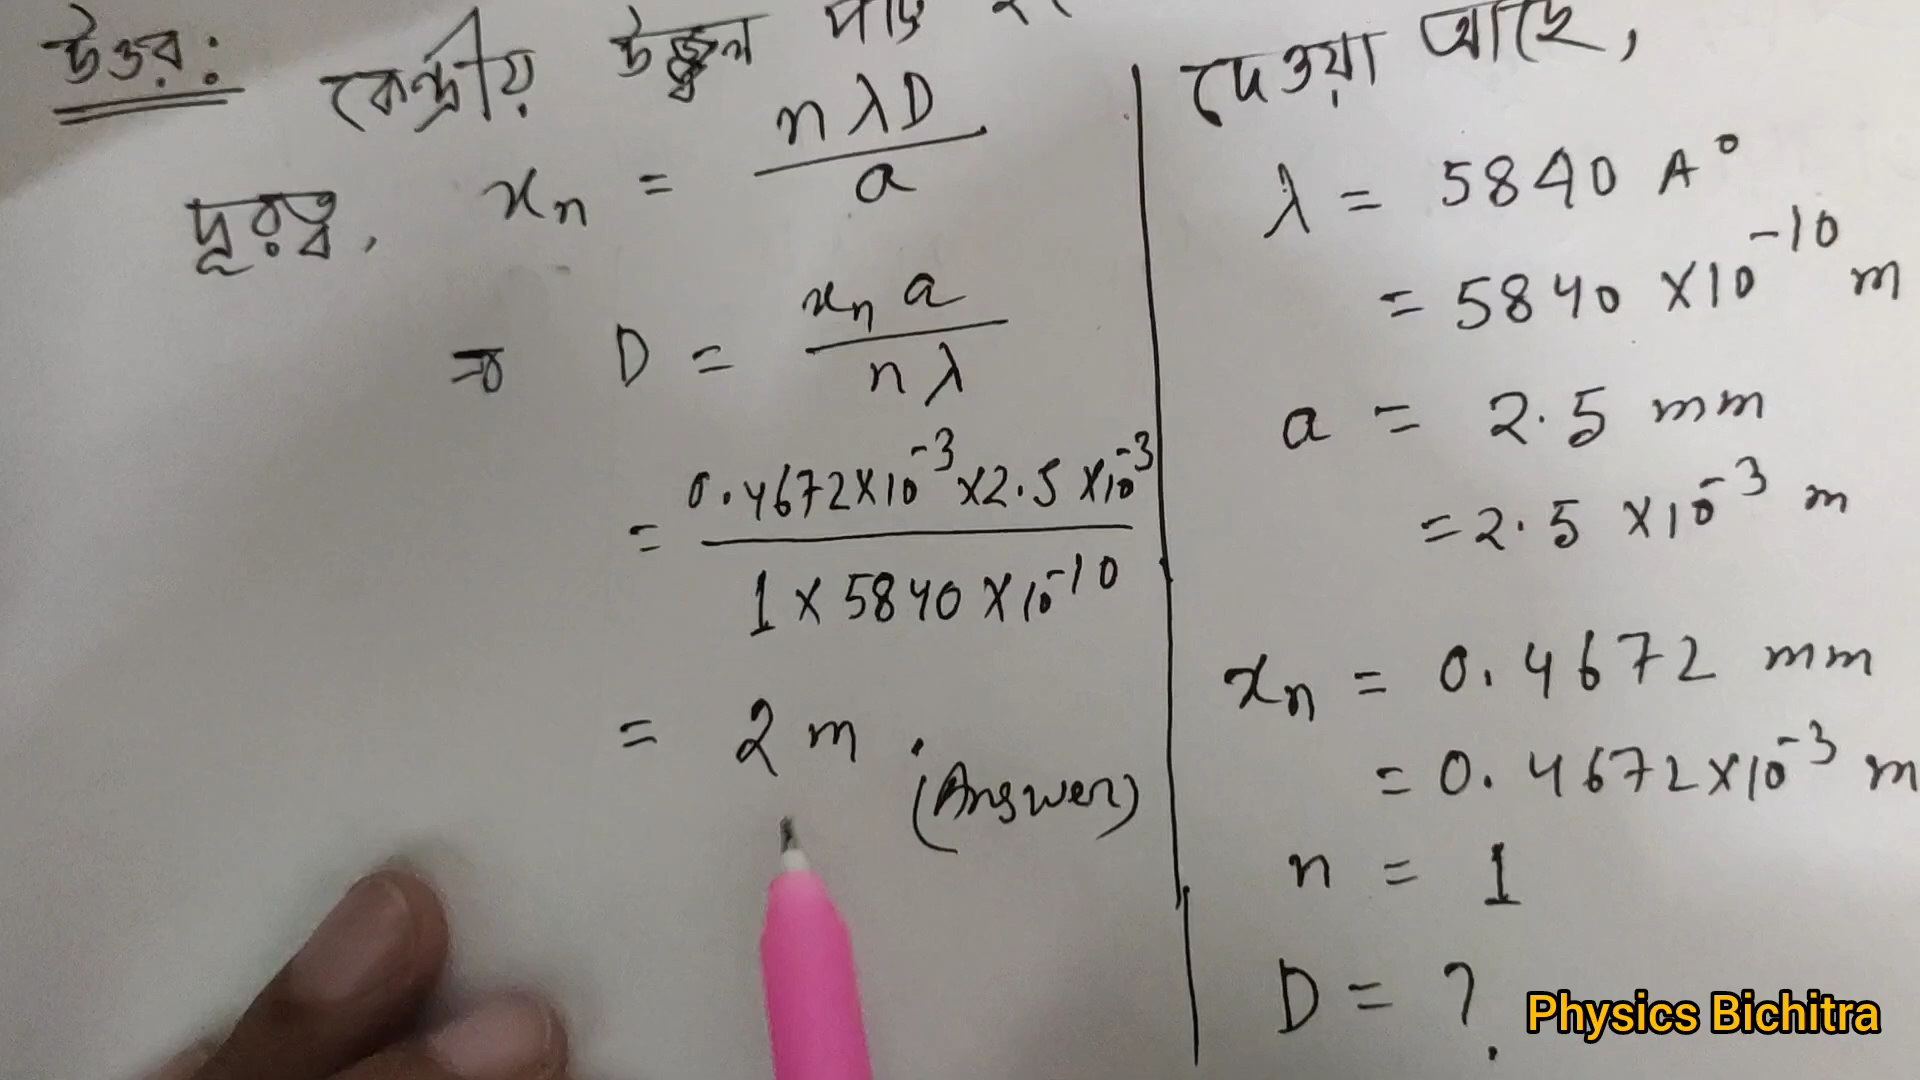 উত্তর: কেন্দ্রীয় উজ্জ্বল
দূরত্ব, xₙ = nλD / a
⇒ D = xₙ a / nλ
= 0.4672×10⁻³ ×2.5 ×10⁻³ / 1 × 5840 ×10⁻¹⁰
= 2 m. (Answer)
দেওয়া আছে,
λ = 5840 A°
= 5840 ×10⁻¹⁰ m
a = 2.5 mm
= 2.5 ×10⁻³ m
xₙ = 0.4672 mm
= 0.4672×10⁻³ m
n = 1
D = ?
Physics Bichitra